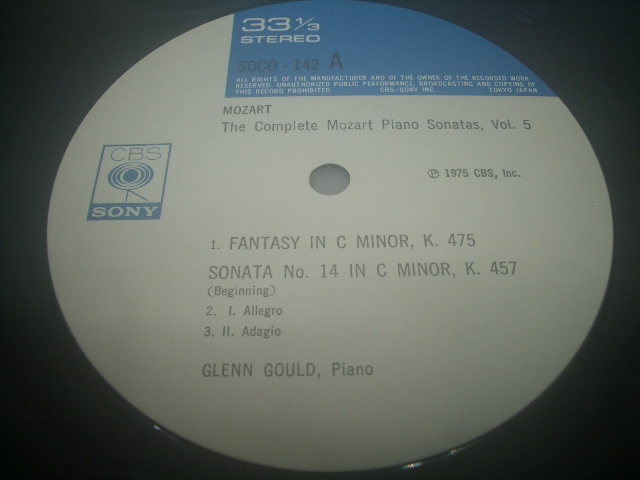 33 1/3
STEREO
SOCO - 142 A
ALL RIGHTS OF THE MANUFACTURER AND OF THE OWNER OF THE RECORDED WORK
RESERVED. UNAUTHORIZED PUBLIC PERFORMANCE, BROADCASTING AND COPYING OF
THIS RECORD PROHIBITED. CBS/SONY INC. TOKYO JAPAN
MOZART
The Complete Mozart Piano Sonatas, Vol. 5
CBS
SONY
℗ 1975 CBS, Inc.
1. FANTASY IN C MINOR, K. 475
SONATA No. 14 IN C MINOR, K. 457
(Beginning)
2. I. Allegro
3. II. Adagio
GLENN GOULD, Piano